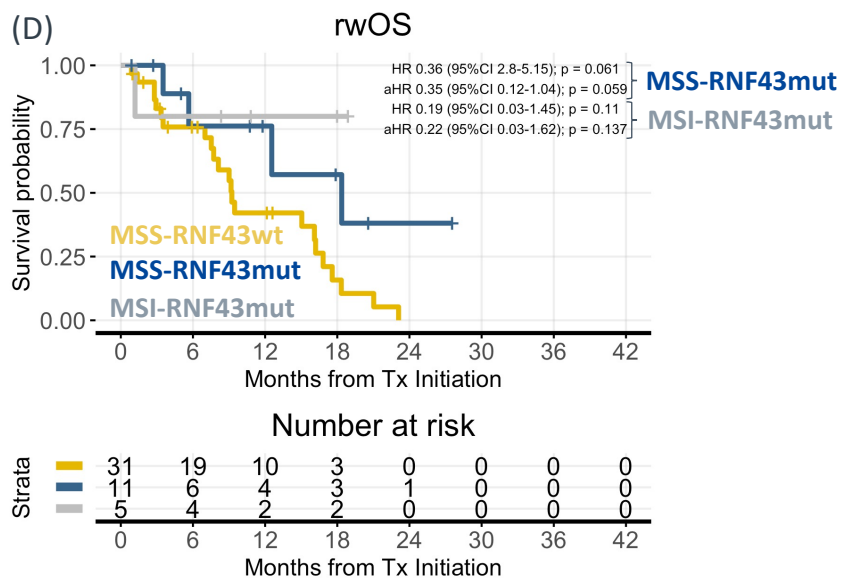 (D)
rwOS
HR 0.36 (95%CI 2.8-5.15); p = 0.061
aHR 0.35 (95%CI 0.12-1.04); p = 0.059
MSS-RNF43mut
HR 0.19 (95%CI 0.03-1.45); p = 0.11
aHR 0.22 (95%CI 0.03-1.62); p = 0.137
MSI-RNF43mut
Survival probability
1.00
0.75
0.50
0.25
0.00
MSS-RNF43wt
MSS-RNF43mut
MSI-RNF43mut
0 6 12 18 24 30 36 42
Months from Tx Initiation
Number at risk
Strata
31 19 10 3 0 0 0 0
11 6 4 3 1 0 0 0
5 4 2 2 0 0 0 0
0 6 12 18 24 30 36 42
Months from Tx Initiation